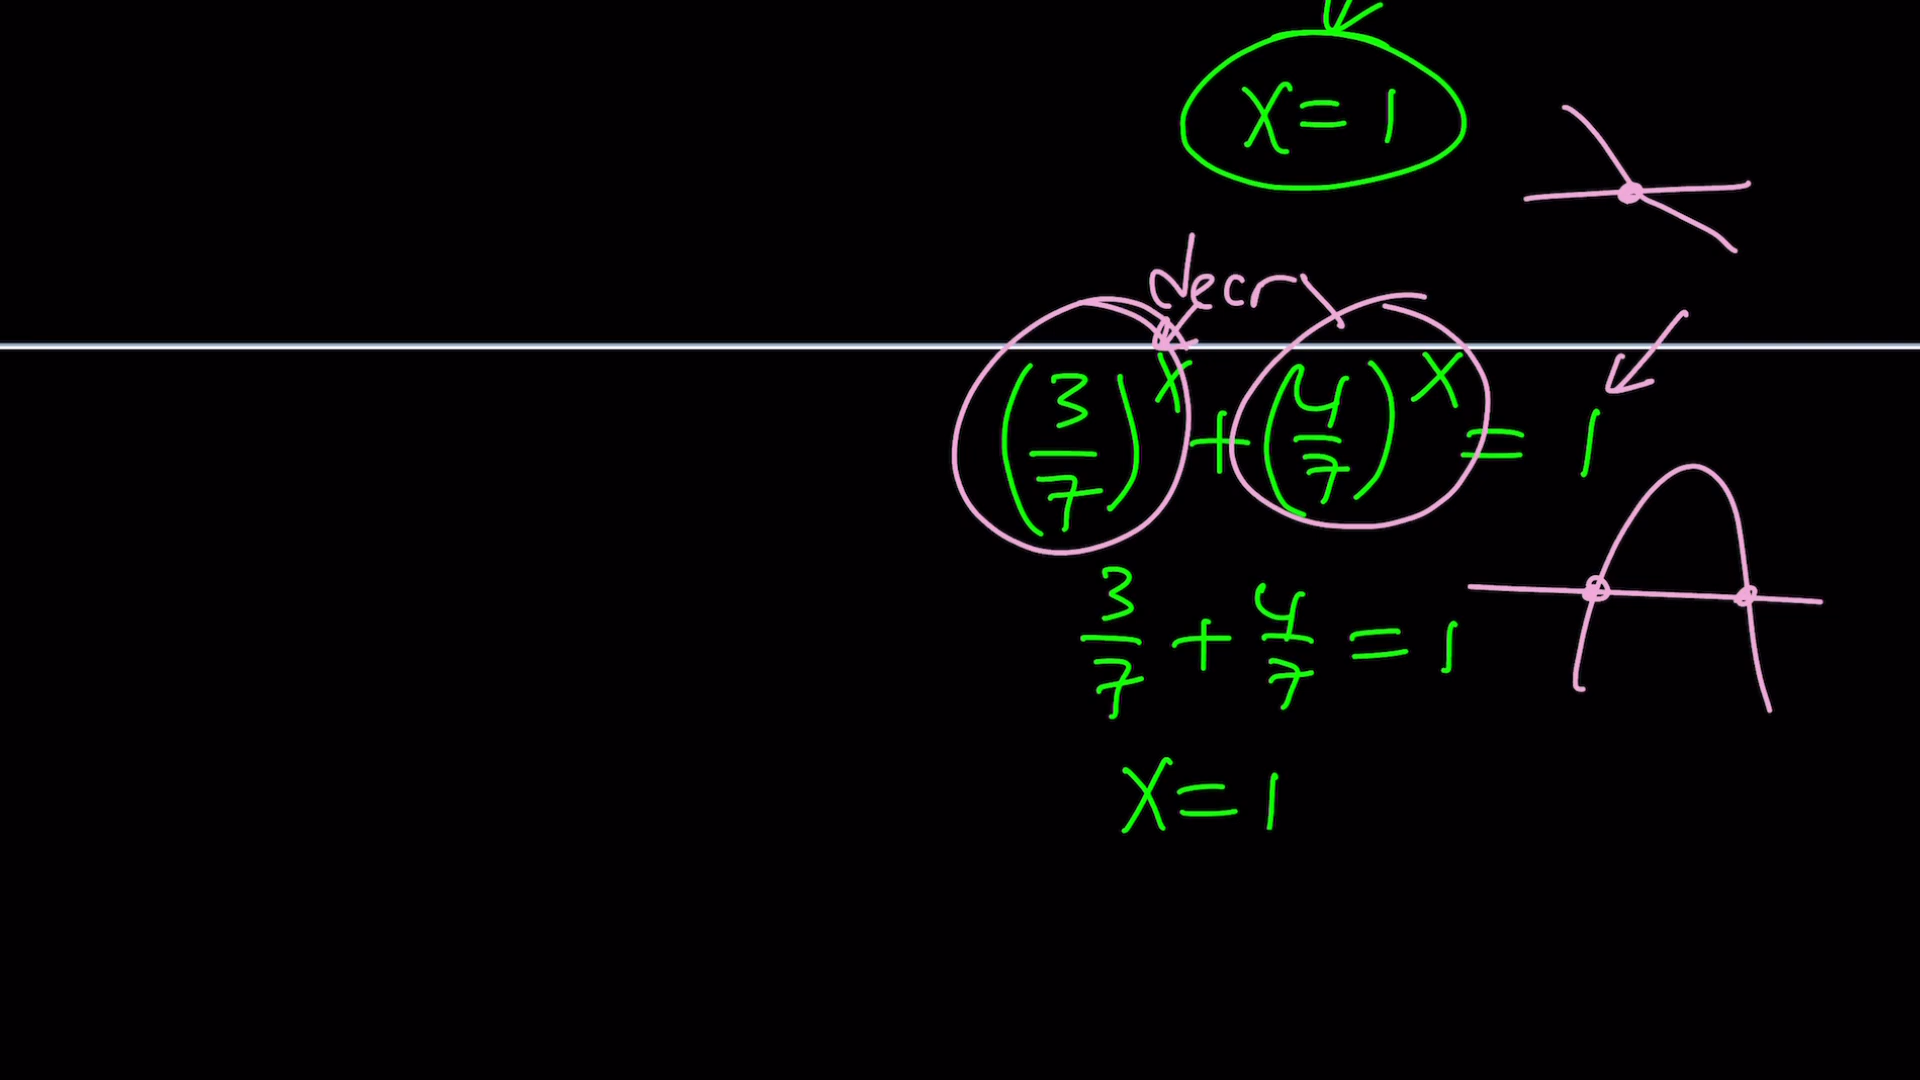 X = 1
decr
(3/7)^X + (4/7)^X = 1
3/7 + 4/7 = 1
X = 1